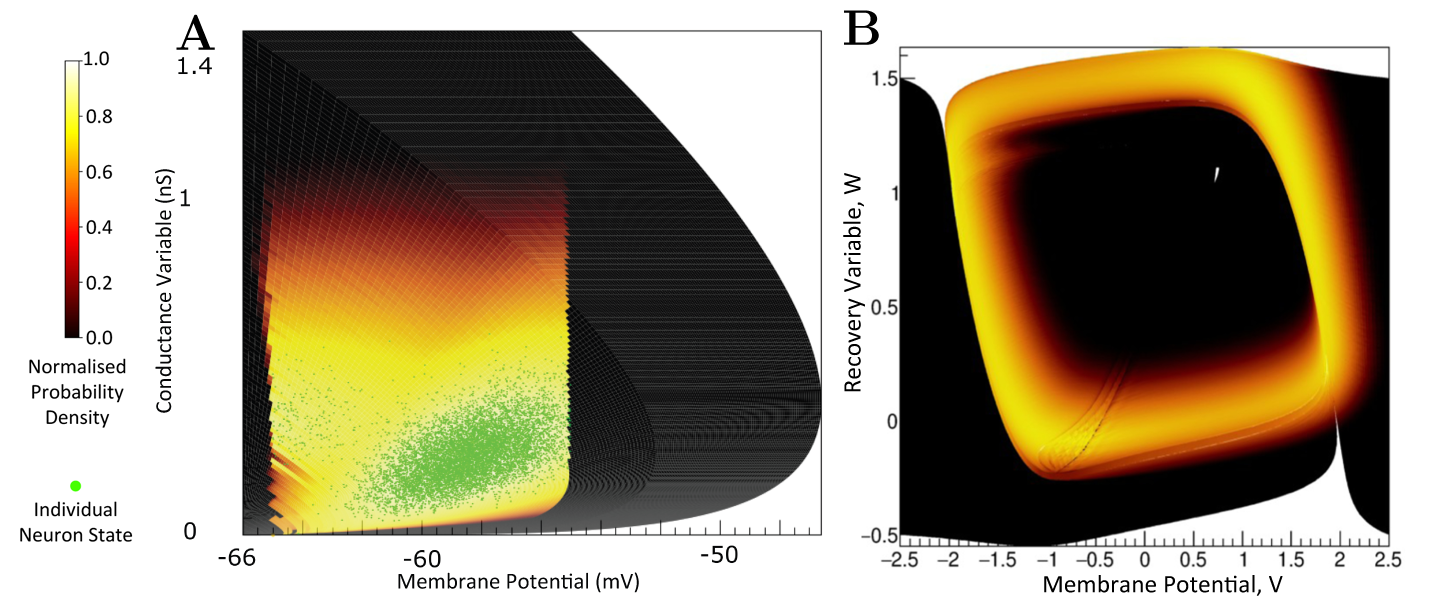 A
B
1.0
0.8
0.6
0.4
0.2
0.0
Normalised
Probability
Density
Individual
Neuron State
Conductance Variable (nS)
1.4
1
0
-66
-60
-50
Membrane Potential (mV)
Recovery Variable, W
1.5
1
0.5
0
−0.5
−2.5
−2
−1.5
−1
−0.5
0
0.5
1
1.5
2
2.5
Membrane Potential, V